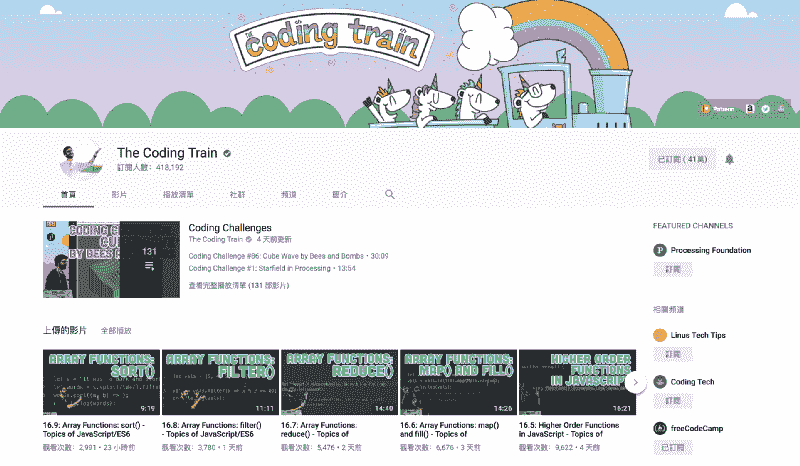 coding train
Patreon
The Coding Train
訂閱人數: 418,192
已訂閱 (41萬)
首頁 影片 播放清單 社群 頻道 簡介
131
Coding Challenges
The Coding Train 4 天前更新
Coding Challenge #86: Cube Wave by Bees and Bombs • 30:09
Coding Challenge #1: Starfield in Processing • 13:54
查看完整播放清單 (131 部影片)
FEATURED CHANNELS
Processing Foundation
訂閱
相關頻道
Linus Tech Tips
訂閱
Coding Tech
訂閱
freeCodeCamp
已訂閱
上傳的影片 全部播放
ARRAY FUNCTIONS: SORT()
9:19
ARRAY FUNCTIONS: FILTER()
11:11
ARRAY FUNCTIONS: REDUCE()
14:40
ARRAY FUNCTIONS: MAP() AND FILL()
14:26
HIGHER ORDER FUNCTIONS IN JAVASCRIPT
16:21
16.9: Array Functions: sort() - Topics of JavaScript/ES6
觀看次數: 2,991 • 23 小時前
16.8: Array Functions: filter() - Topics of JavaScript/ES6
觀看次數: 3,780 • 1 天前
16.7: Array Functions: reduce() - Topics of
觀看次數: 5,476 • 2 天前
16.6: Array Functions: map() and fill() - Topics of
觀看次數: 6,676 • 3 天前
16.5: Higher Order Functions in JavaScript - Topics of
觀看次數: 9,622 • 4 天前